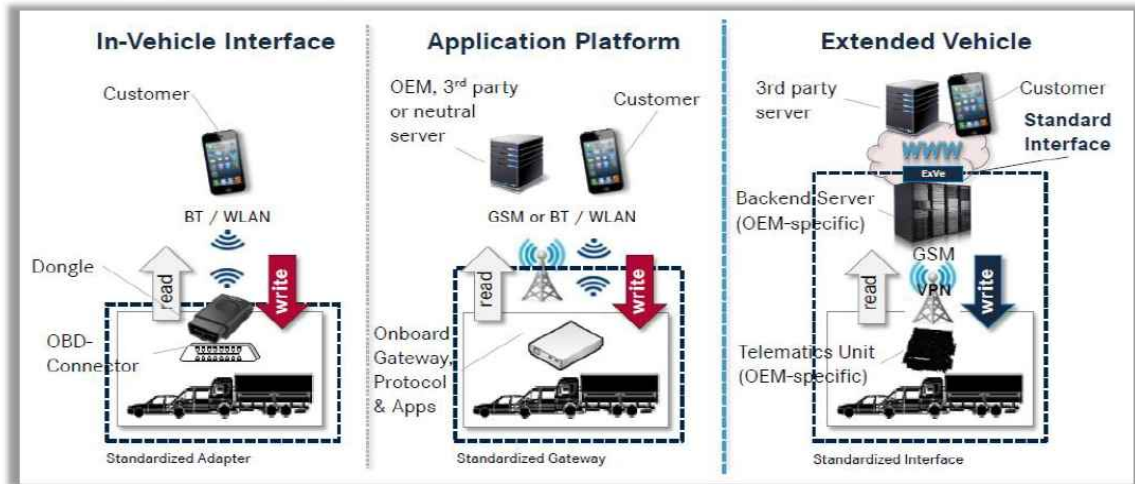 In-Vehicle Interface
Customer
BT / WLAN
Dongle
read
write
OBD-
Connector
Standardized Adapter
Application Platform
OEM, 3rd party
or neutral
server
Customer
GSM or BT / WLAN
read
write
Onboard
Gateway,
Protocol
& Apps
Standardized Gateway
Extended Vehicle
3rd party
server
Customer
Standard
Interface
WWW
ExVe
Backend Server
(OEM-specific)
GSM
VPN
read
write
Telematics Unit
(OEM-specific)
Standardized Interface